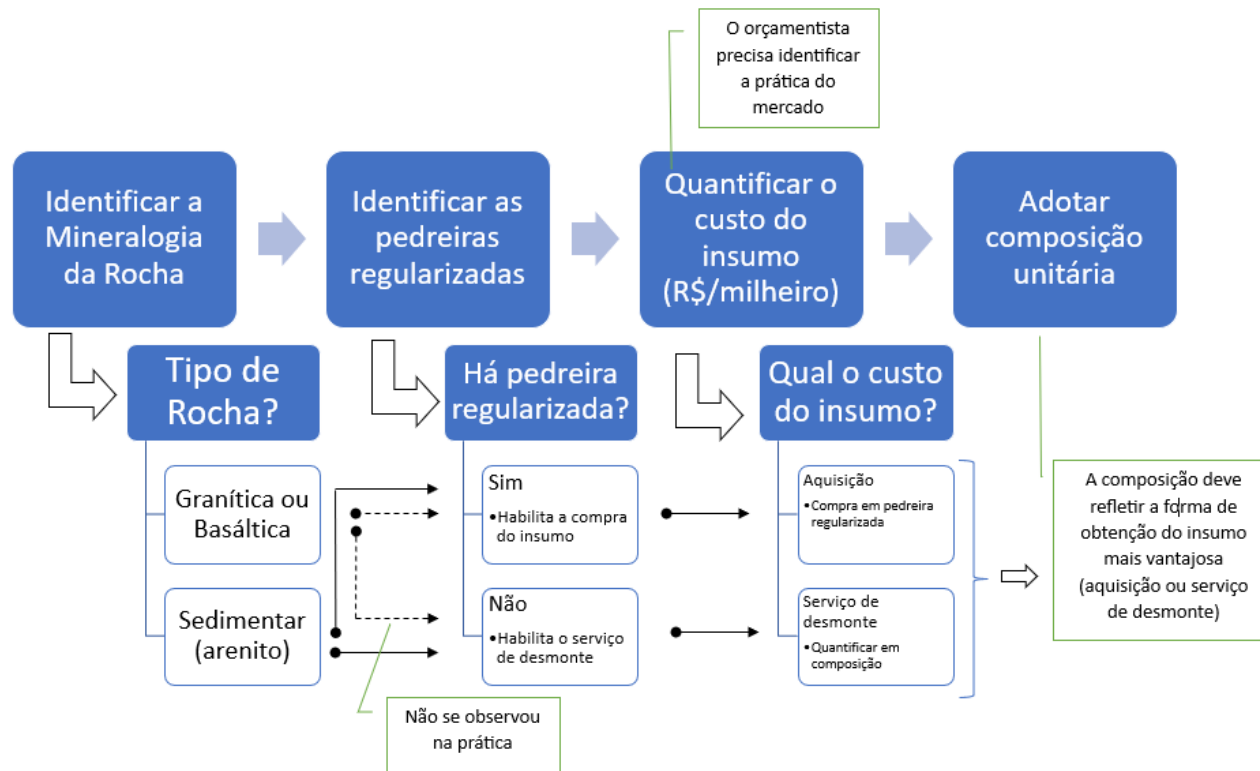 O orçamentista
precisa identificar
a prática do
mercado
Identificar a
Mineralogia
da Rocha
Identificar as
pedreiras
regularizadas
Quantificar o
custo do
insumo
(R$/milheiro)
Adotar
composição
unitária
Tipo de
Rocha?
Há pedreira
regularizada?
Qual o custo
do insumo?
Granítica ou
Basáltica
Sim
•Habilita a compra
do insumo
Aquisição
•Compra em pedreira
regularizada
Sedimentar
(arenito)
Não
•Habilita o serviço
de desmonte
Serviço de
desmonte
•Quantificar em
composição
A composição deve
refletir a forma de
obtenção do insumo
mais vantajosa
(aquisição ou serviço
de desmonte)
Não se observou
na prática